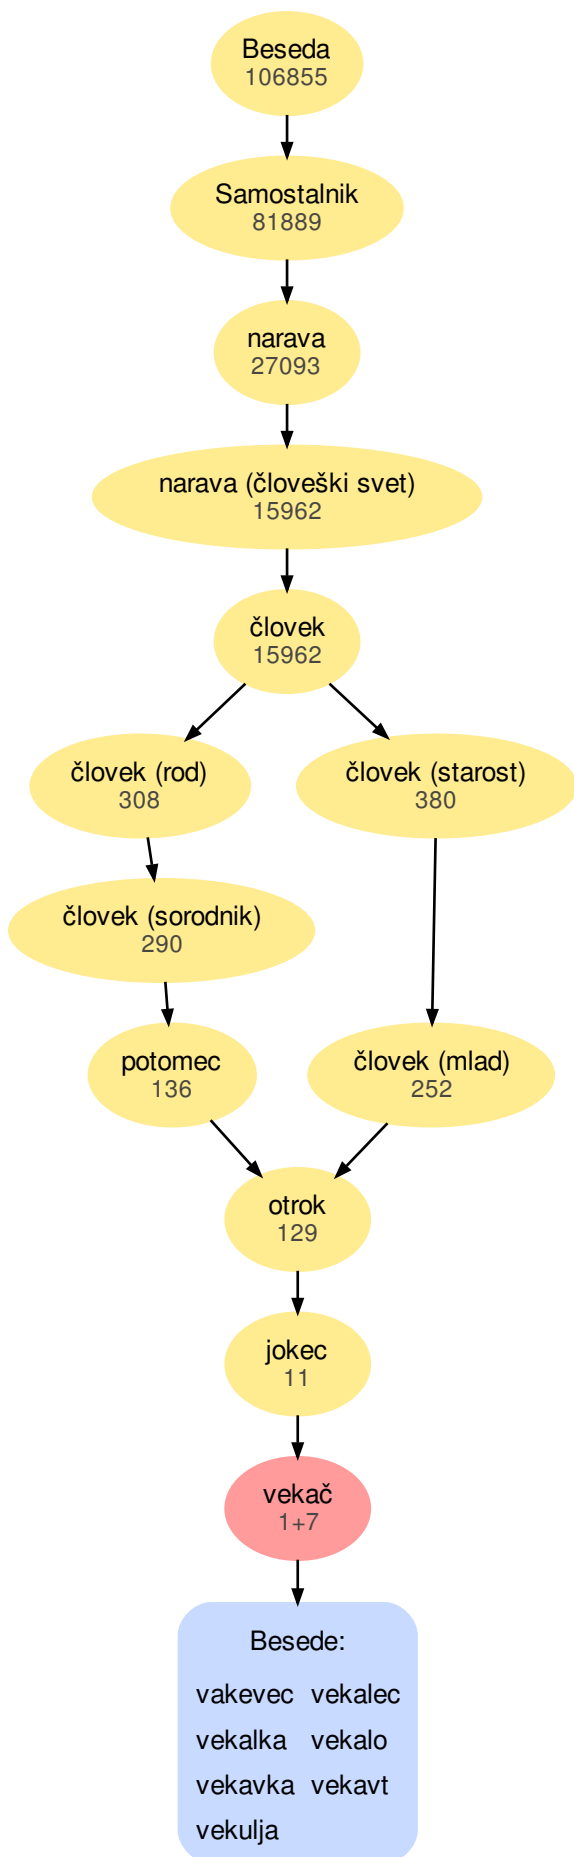 Beseda
106855
Samostalnik
81889
narava
27093
narava (človeški svet)
15962
človek
15962
človek (rod)
308
človek (starost)
380
človek (sorodnik)
290
potomec
136
človek (mlad)
252
otrok
129
jokec
11
vekač
1+7
Besede:
vakevec vekalec
vekalka vekalo
vekavka vekavt
vekulja